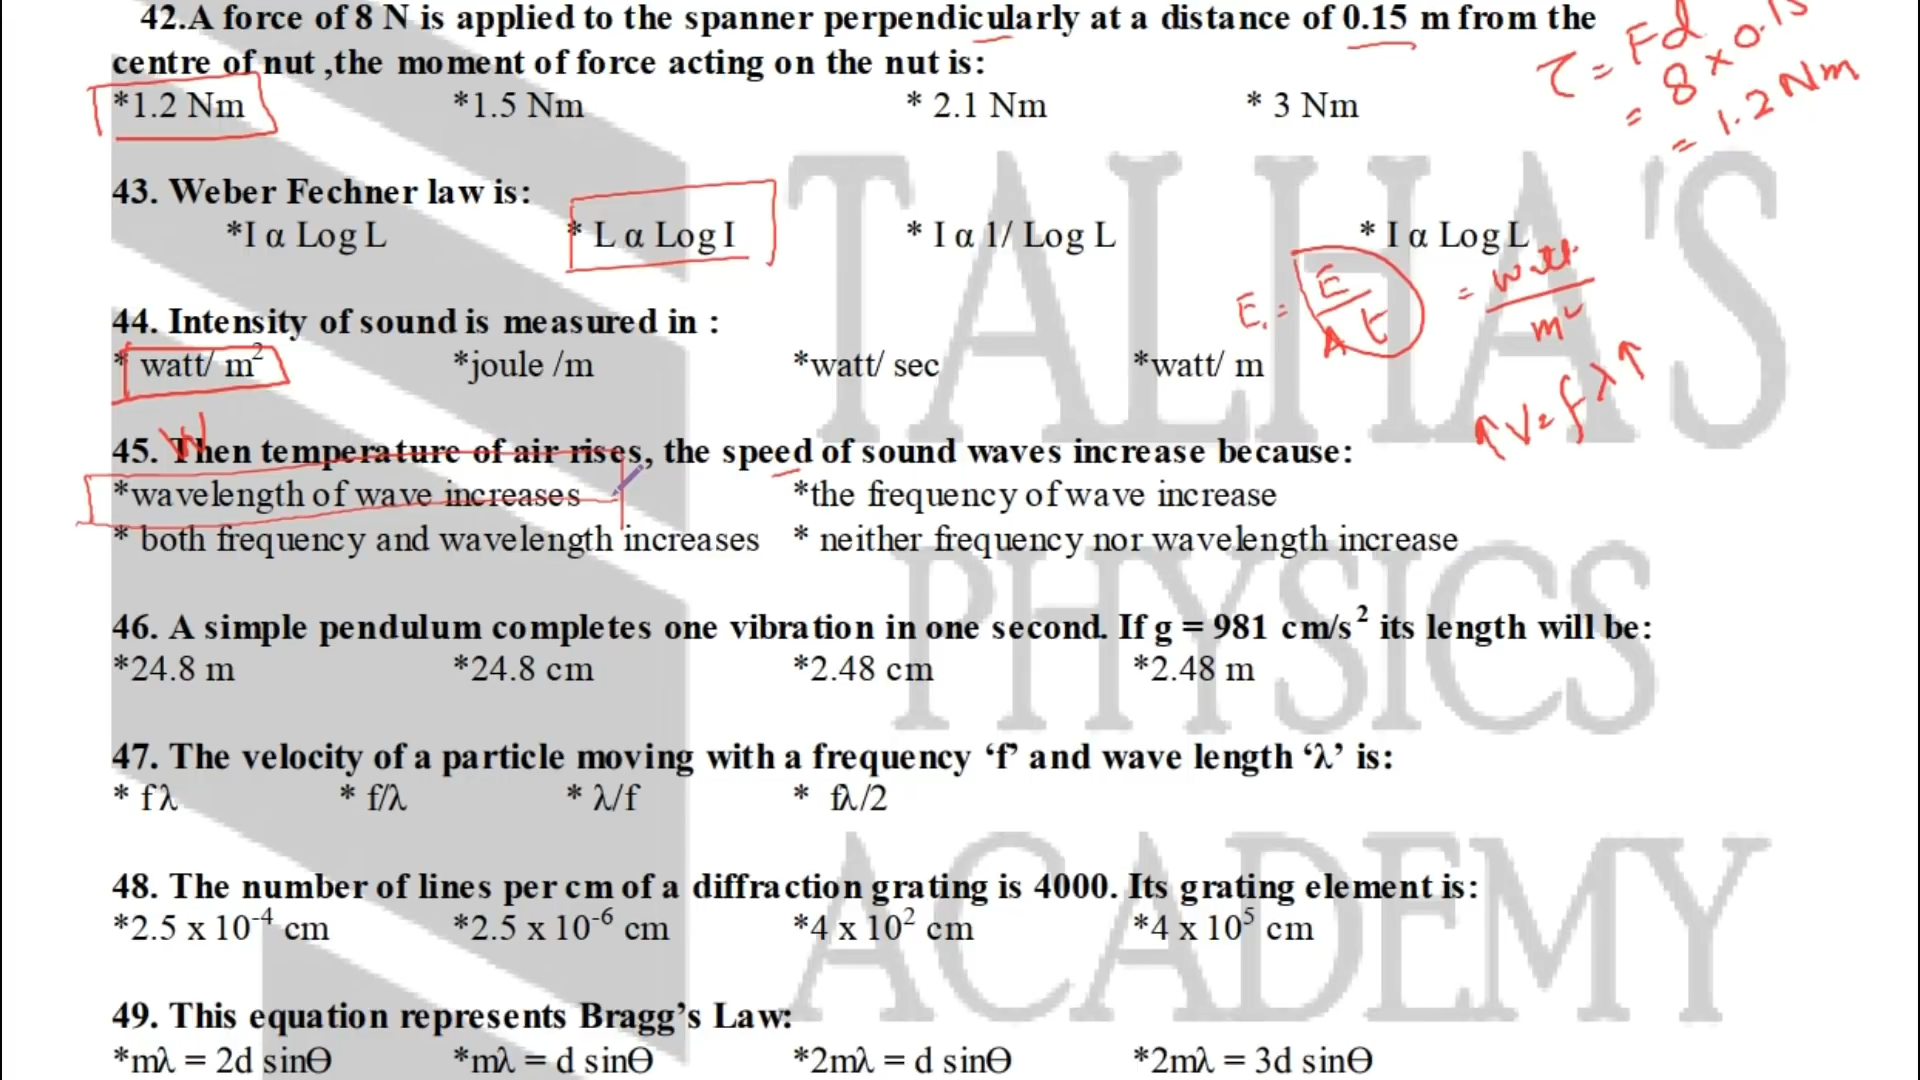 42.A force of 8 N is applied to the spanner perpendicularly at a distance of 0.15 m from the
centre of nut ,the moment of force acting on the nut is:
*1.2 Nm *1.5 Nm * 2.1 Nm * 3 Nm
τ = Fd
= 8 × 0.15
= 1.2 Nm
43. Weber Fechner law is:
*I α Log L * L α Log I * I α 1/ Log L * I α Log L
44. Intensity of sound is measured in :
* watt/ m² *joule /m *watt/ sec *watt/ m
E. = E/At = watt/m²
↑ V = f λ ↑
W
45. Then temperature of air rises, the speed of sound waves increase because:
*wavelength of wave increases *the frequency of wave increase
* both frequency and wavelength increases * neither frequency nor wavelength increase
46. A simple pendulum completes one vibration in one second. If g = 981 cm/s² its length will be:
*24.8 m *24.8 cm *2.48 cm *2.48 m
47. The velocity of a particle moving with a frequency ‘f’ and wave length ‘λ’ is:
* fλ * f/λ * λ/f * fλ/2
48. The number of lines per cm of a diffraction grating is 4000. Its grating element is:
*2.5 x 10⁻⁴ cm *2.5 x 10⁻⁶ cm *4 x 10² cm *4 x 10⁵ cm
49. This equation represents Bragg’s Law:
*mλ = 2d sinΘ *mλ = d sinΘ *2mλ = d sinΘ *2mλ = 3d sinΘ
TALHA'S
PHYSICS
ACADEMY